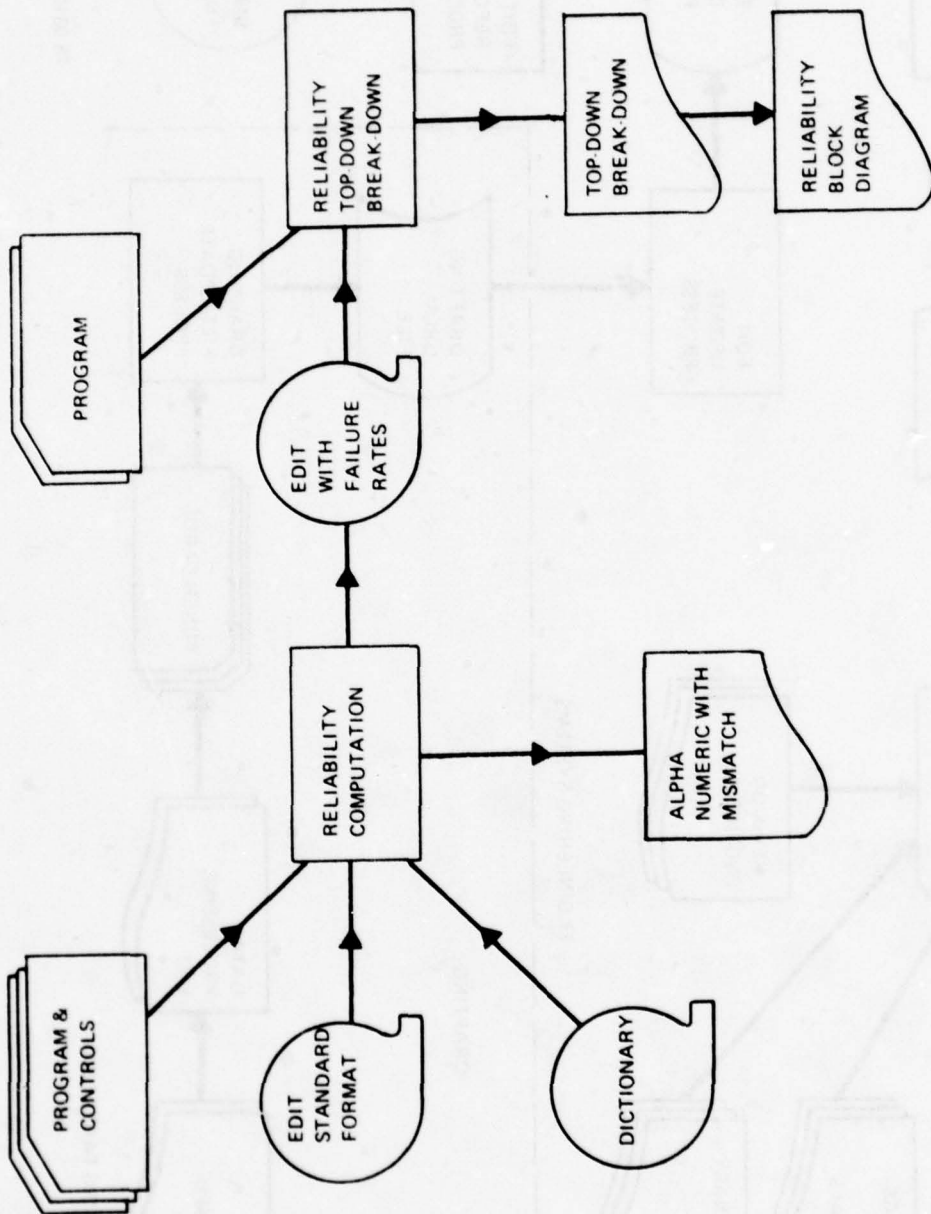 PROGRAM &
CONTROLS
EDIT
STANDARD
FORMAT
DICTIONARY
RELIABILITY
COMPUTATION
ALPHA
NUMERIC WITH
MISMATCH
EDIT
WITH
FAILURE
RATES
PROGRAM
RELIABILITY
TOP-DOWN
BREAK-DOWN
TOP-DOWN
BREAK-DOWN
RELIABILITY
BLOCK
DIAGRAM